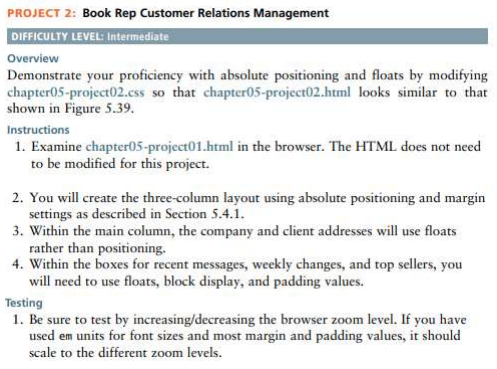 PROJECT 2: Book Rep Customer Relations Management
DIFFICULTY LEVEL: Intermediate
Overview
Demonstrate your proficiency with absolute positioning and floats by modifying
chapter05-project02.css so that chapter05-project02.html looks similar to that
shown in Figure 5.39.
Instructions
1. Examine chapter05-project01.html in the browser. The HTML does not need
to be modified for this project.
2. You will create the three-column layout using absolute positioning and margin
settings as described in Section 5.4.1.
3. Within the main column, the company and client addresses will use floats
rather than positioning.
4. Within the boxes for recent messages, weekly changes, and top sellers, you
will need to use floats, block display, and padding values.
Testing
1. Be sure to test by increasing/decreasing the browser zoom level. If you have
used em units for font sizes and most margin and padding values, it should
scale to the different zoom levels.